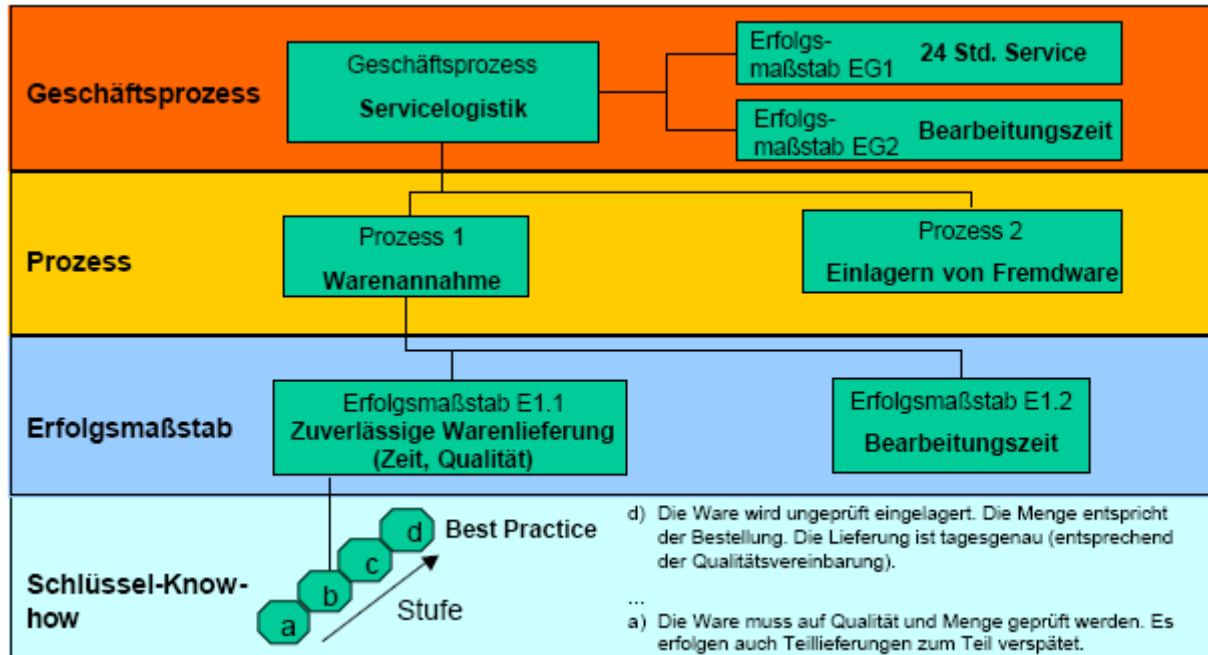 Geschäftsprozess
Geschäftsprozess
Servicelogistik
Erfolgs-
maßstab EG1
24 Std. Service
Erfolgs-
maßstab EG2
Bearbeitungszeit
Prozess
Prozess 1
Warenannahme
Prozess 2
Einlagern von Fremdware
Erfolgsmaßstab
Erfolgsmaßstab E1.1
Zuverlässige Warenlieferung
(Zeit, Qualität)
Erfolgsmaßstab E1.2
Bearbeitungszeit
Schlüssel-Know-
how
a
b
c
d
Best Practice
Stufe
d) Die Ware wird ungeprüft eingelagert. Die Menge entspricht
der Bestellung. Die Lieferung ist tagesgenau (entsprechend
der Qualitätsvereinbarung).
...
a) Die Ware muss auf Qualität und Menge geprüft werden. Es
erfolgen auch Teillieferungen zum Teil verspätet.